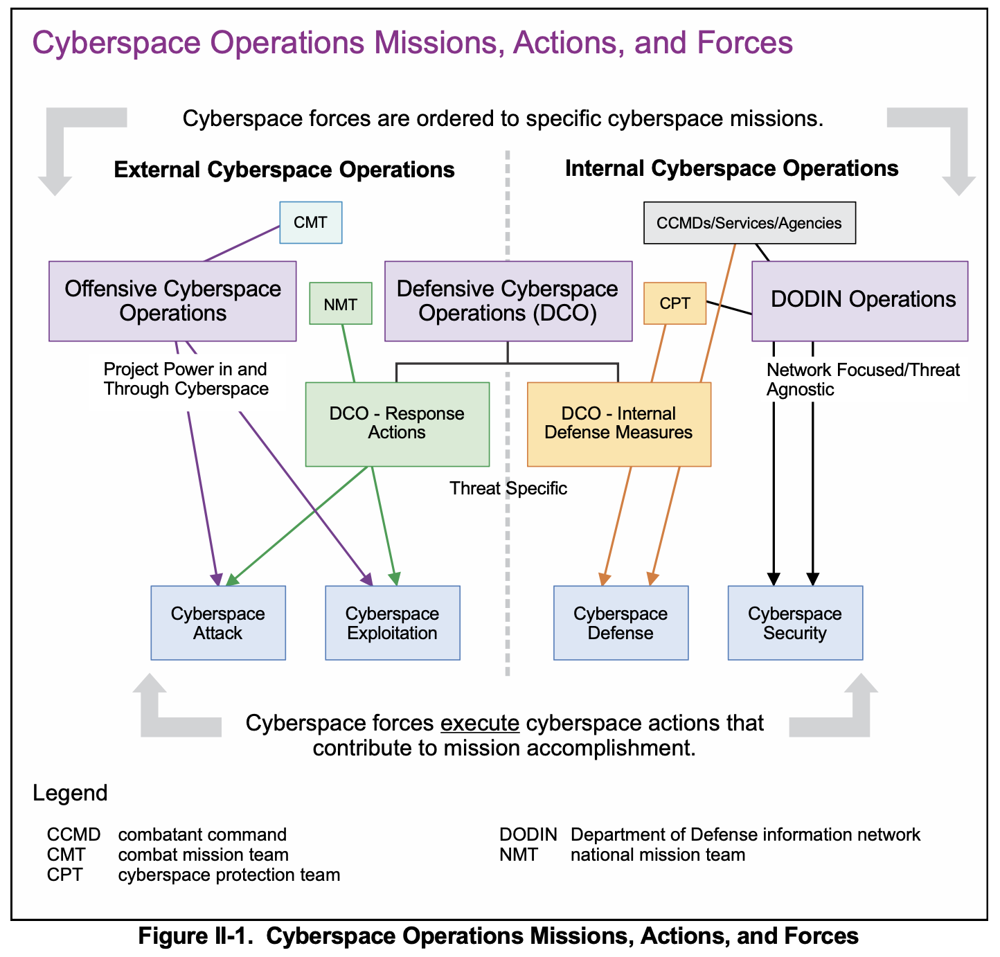 Cyberspace Operations Missions, Actions, and Forces
Cyberspace forces are ordered to specific cyberspace missions.
External Cyberspace Operations
Internal Cyberspace Operations
CMT
CCMDs/Services/Agencies
Offensive Cyberspace
Operations
NMT
Defensive Cyberspace
Operations (DCO)
CPT
DODIN Operations
Project Power in and
Through Cyberspace
Network Focused/Threat
Agnostic
DCO - Response
Actions
DCO - Internal
Defense Measures
Threat Specific
Cyberspace
Attack
Cyberspace
Exploitation
Cyberspace
Defense
Cyberspace
Security
Cyberspace forces execute cyberspace actions that
contribute to mission accomplishment.
Legend
CCMD combatant command
CMT combat mission team
CPT cyberspace protection team
DODIN Department of Defense information network
NMT national mission team
Figure II-1. Cyberspace Operations Missions, Actions, and Forces